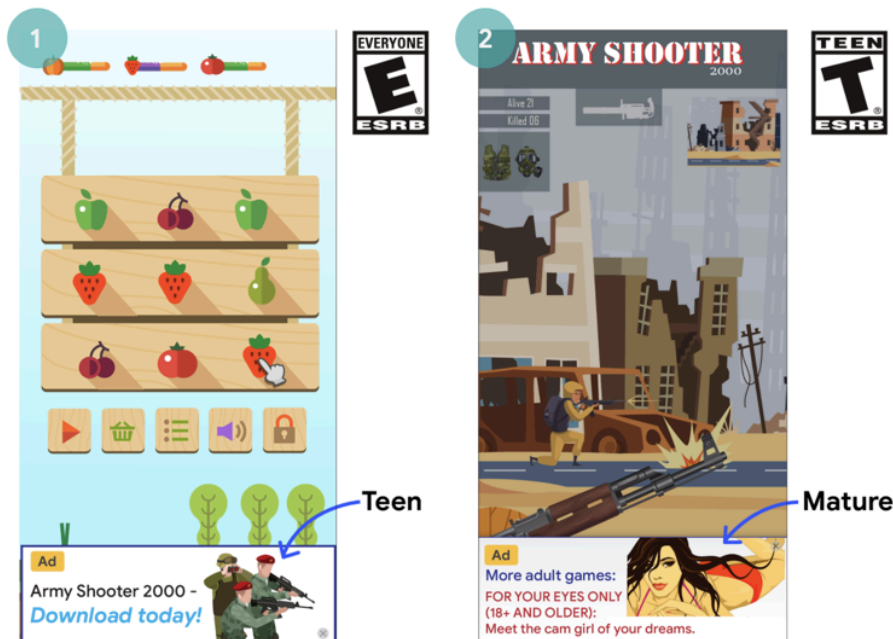 1
EVERYONE
E
®
ESRB
Ad
Army Shooter 2000 -
Download today!
Teen
2
ARMY SHOOTER
2000
TEEN
T
®
ESRB
Alive 21
Killed 06
Mature
Ad
More adult games:
FOR YOUR EYES ONLY
(18+ AND OLDER):
Meet the cam girl of your dreams.